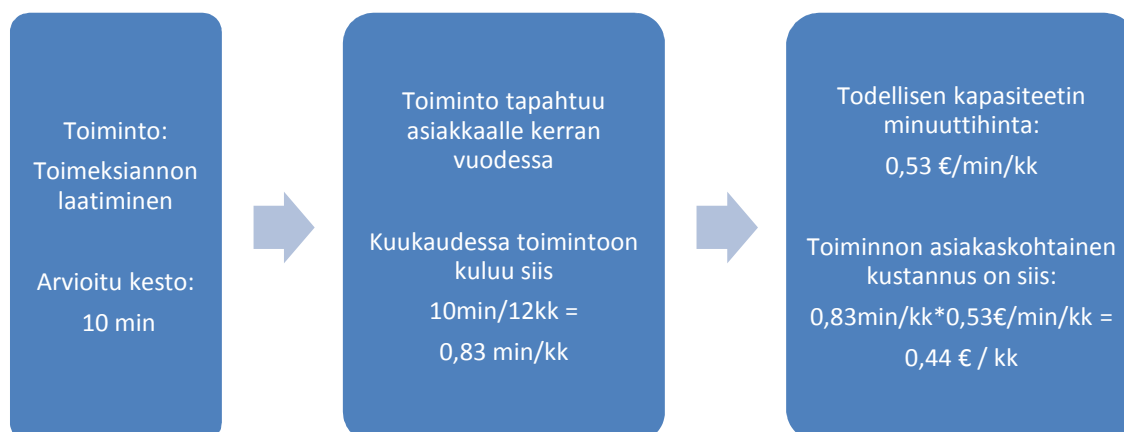 Toiminto:
Toimeksiannon
laatiminen
Arvioitu kesto:
10 min
Toiminto tapahtuu
asiakkaalle kerran
vuodessa
Kuukaudessa toimintoon
kuluu siis
10min/12kk =
0,83 min/kk
Todellisen kapasiteetin
minuuttihinta:
0,53 €/min/kk
Toiminnon asiakaskohtainen
kustannus on siis:
0,83min/kk*0,53€/min/kk =
0,44 € / kk